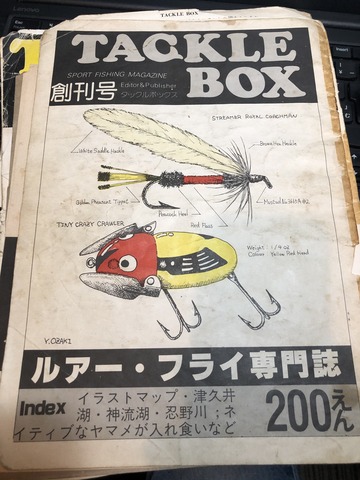 TACKLE BOX
TACKLE
BOX
SPORT FISHING MAGAZINE
創刊号
Editor&Publisher
タックルボックス
STREAMER ROYAL COACHMAN
White Saddle Hackle
Brown Hen Hackle
Golden Pheasant Tippet
Peacock Herl
Red Floss
TINY CRAZY CRAWLER
Weight : 1/4 oz
Colour Yellow Red Head
Y.OZAKI
ルアー・フライ専門誌
Index
イラストマップ・津久井
湖・神流湖・忍野川;ネ
イティブなヤマメが入れ食いなど
200えん